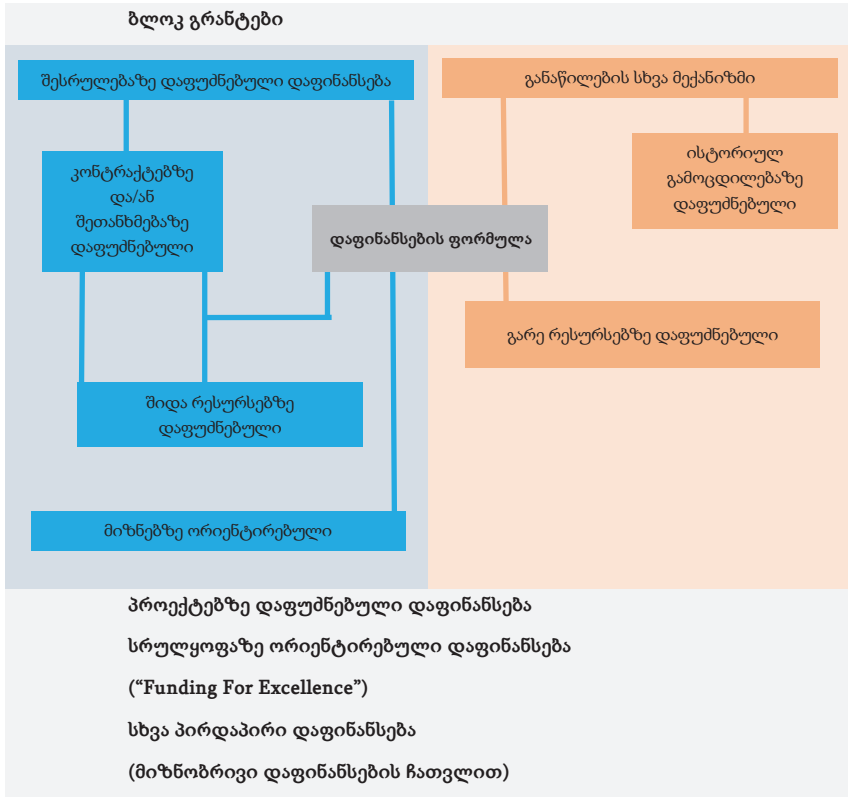 ბლოკ გრანტები
შესრულებაზე დაფუძნებული დაფინანსება
განაწილების სხვა მექანიზმი
კონტრაქტებზე
და/ან
შეთანხმებაზე
დაფუძნებული
ისტორიულ
გამოცდილებაზე
დაფუძნებული
დაფინანსების ფორმულა
გარე რესურსებზე დაფუძნებული
შიდა რესურსებზე
დაფუძნებული
მიზნებზე ორიენტირებული
პროექტებზე დაფუძნებული დაფინანსება
სრულყოფაზე ორიენტირებული დაფინანსება
(“Funding For Excellence”)
სხვა პირდაპირი დაფინანსება
(მიზნობრივი დაფინანსების ჩათვლით)